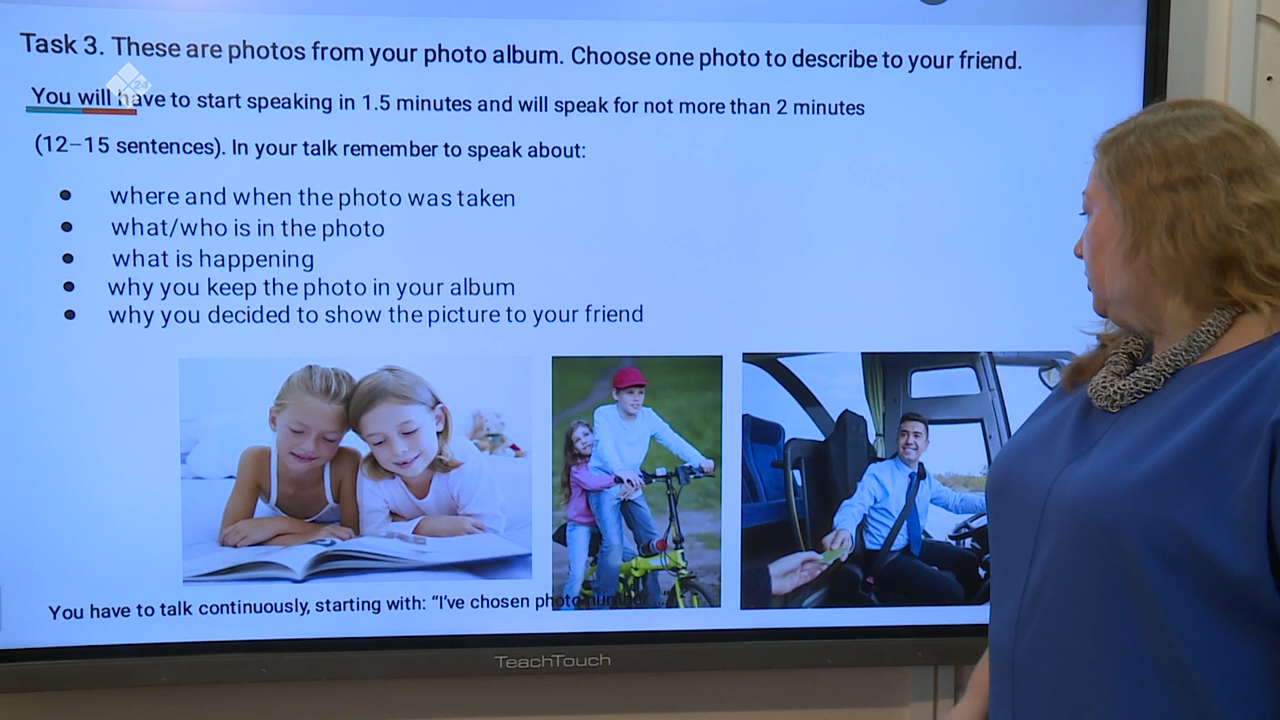 Task 3. These are photos from your photo album. Choose one photo to describe to your friend.
24
You will have to start speaking in 1.5 minutes and will speak for not more than 2 minutes
(12–15 sentences). In your talk remember to speak about:
• where and when the photo was taken
• what/who is in the photo
• what is happening
• why you keep the photo in your album
• why you decided to show the picture to your friend
You have to talk continuously, starting with: “I’ve chosen photo number ...”
TeachTouch